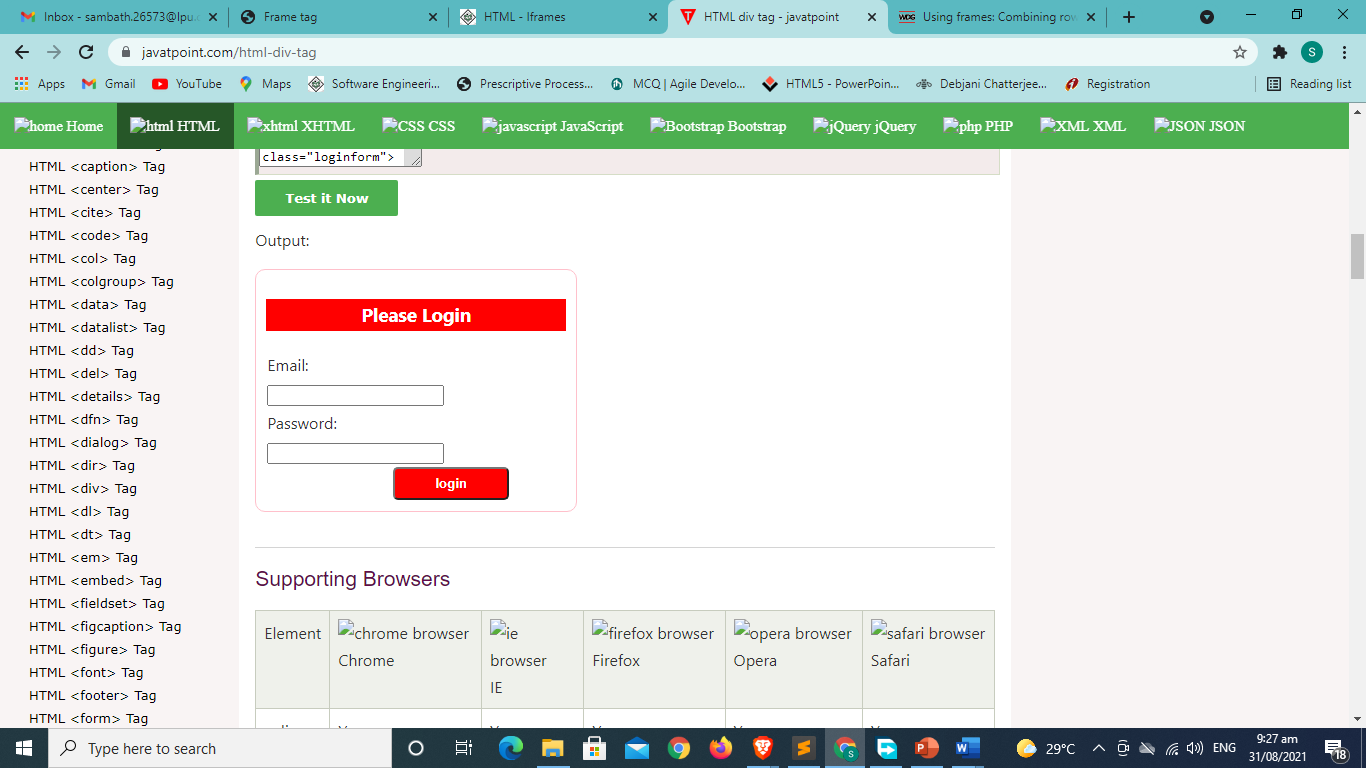 Inbox - sambath.26573@lpu.c
Frame tag
HTML - Iframes
HTML div tag - javatpoint
WDG Using frames: Combining row
javatpoint.com/html-div-tag
S
Apps
Gmail
YouTube
Maps
Software Engineeri...
Prescriptive Process...
MCQ | Agile Develo...
HTML5 - PowerPoin...
Debjani Chatterjee...
Registration
Reading list
home Home
html HTML
xhtml XHTML
CSS CSS
javascript JavaScript
Bootstrap Bootstrap
jQuery jQuery
php PHP
XML XML
JSON JSON
HTML <caption> Tag
HTML <center> Tag
HTML <cite> Tag
HTML <code> Tag
HTML <col> Tag
HTML <colgroup> Tag
HTML <data> Tag
HTML <datalist> Tag
HTML <dd> Tag
HTML <del> Tag
HTML <details> Tag
HTML <dfn> Tag
HTML <dialog> Tag
HTML <dir> Tag
HTML <div> Tag
HTML <dl> Tag
HTML <dt> Tag
HTML <em> Tag
HTML <embed> Tag
HTML <fieldset> Tag
HTML <figcaption> Tag
HTML <figure> Tag
HTML <font> Tag
HTML <footer> Tag
HTML <form> Tag
class="loginform">
Test it Now
Output:
Please Login
Email:
Password:
login
Supporting Browsers
Element
chrome browser
Chrome
ie
browser
IE
firefox browser
Firefox
opera browser
Opera
safari browser
Safari
Type here to search
29°C
ENG
9:27 am
31/08/2021
18